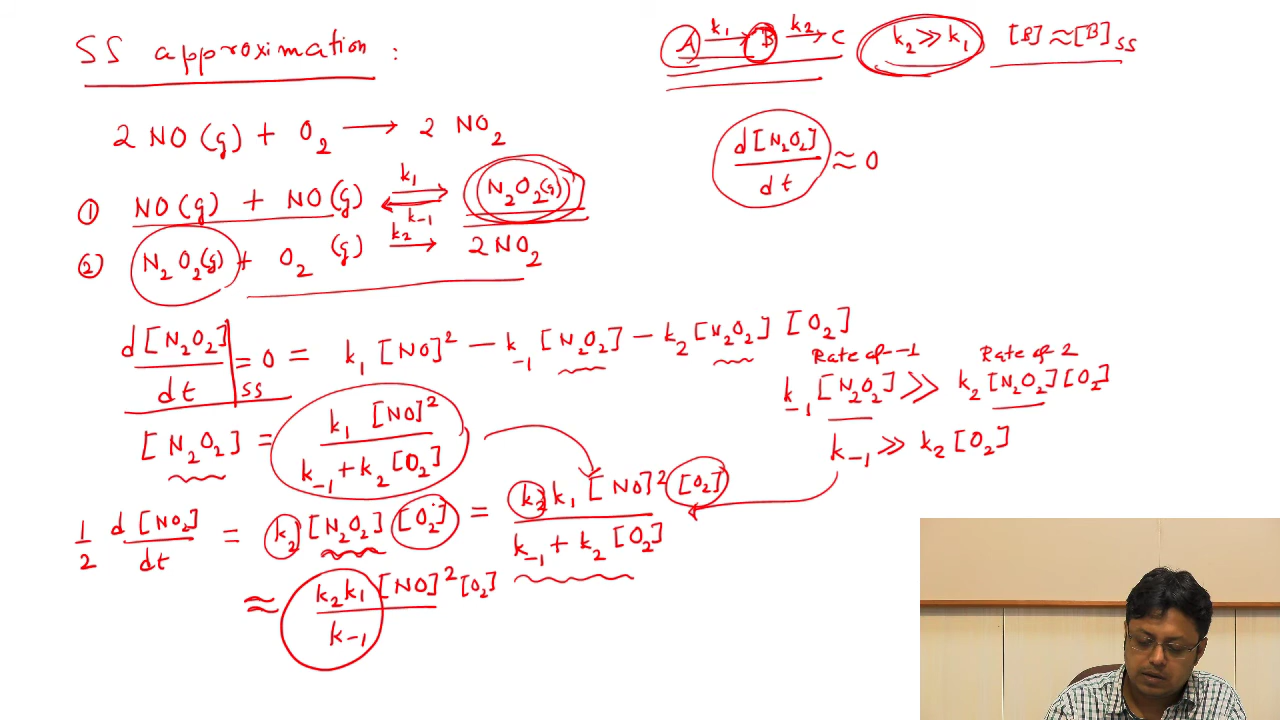 SS approximation :
A —k₁→ B —k₂→ C   k₂ ≫ k₁   [B] ≈ [B]ss
2 NO(g) + O₂ ⟶ 2 NO₂
d[N₂O₂]/dt ≈ 0
① NO(g) + NO(g) ⇌ (k₁, k₋₁) N₂O₂(g)
② N₂O₂(g) + O₂(g) —k₂→ 2NO₂
d[N₂O₂]/dt |ss = 0 = k₁[NO]² − k₋₁[N₂O₂] − k₂[N₂O₂][O₂]
Rate of −1   Rate of 2
k₋₁[N₂O₂] ≫ k₂[N₂O₂][O₂]
[N₂O₂] = k₁[NO]² / k₋₁ + k₂[O₂]
k₋₁ ≫ k₂[O₂]
1/2 d[NO₂]/dt = k₂[N₂O₂][O₂] = k₂k₁[NO]²[O₂] / k₋₁ + k₂[O₂]
≈ k₂k₁[NO]²[O₂] / k₋₁